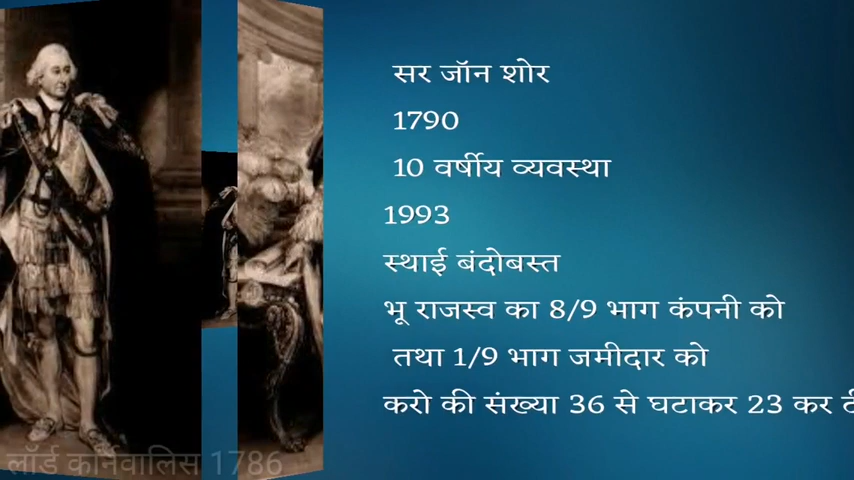 सर जॉन शोर
1790
10 वर्षीय व्यवस्था
1993
स्थाई बंदोबस्त
भू राजस्व का 8/9 भाग कंपनी को
तथा 1/9 भाग जमीदार को
करो की संख्या 36 से घटाकर 23 कर
लॉर्ड कार्नवालिस 1786